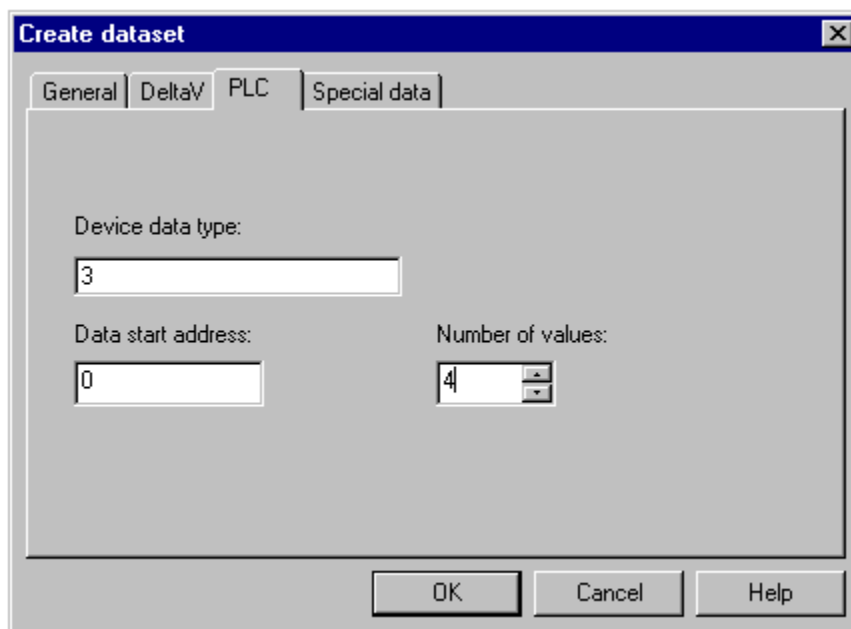 Create dataset
General DeltaV PLC Special data
Device data type:
3
Data start address: Number of values:
0 4
OK Cancel Help